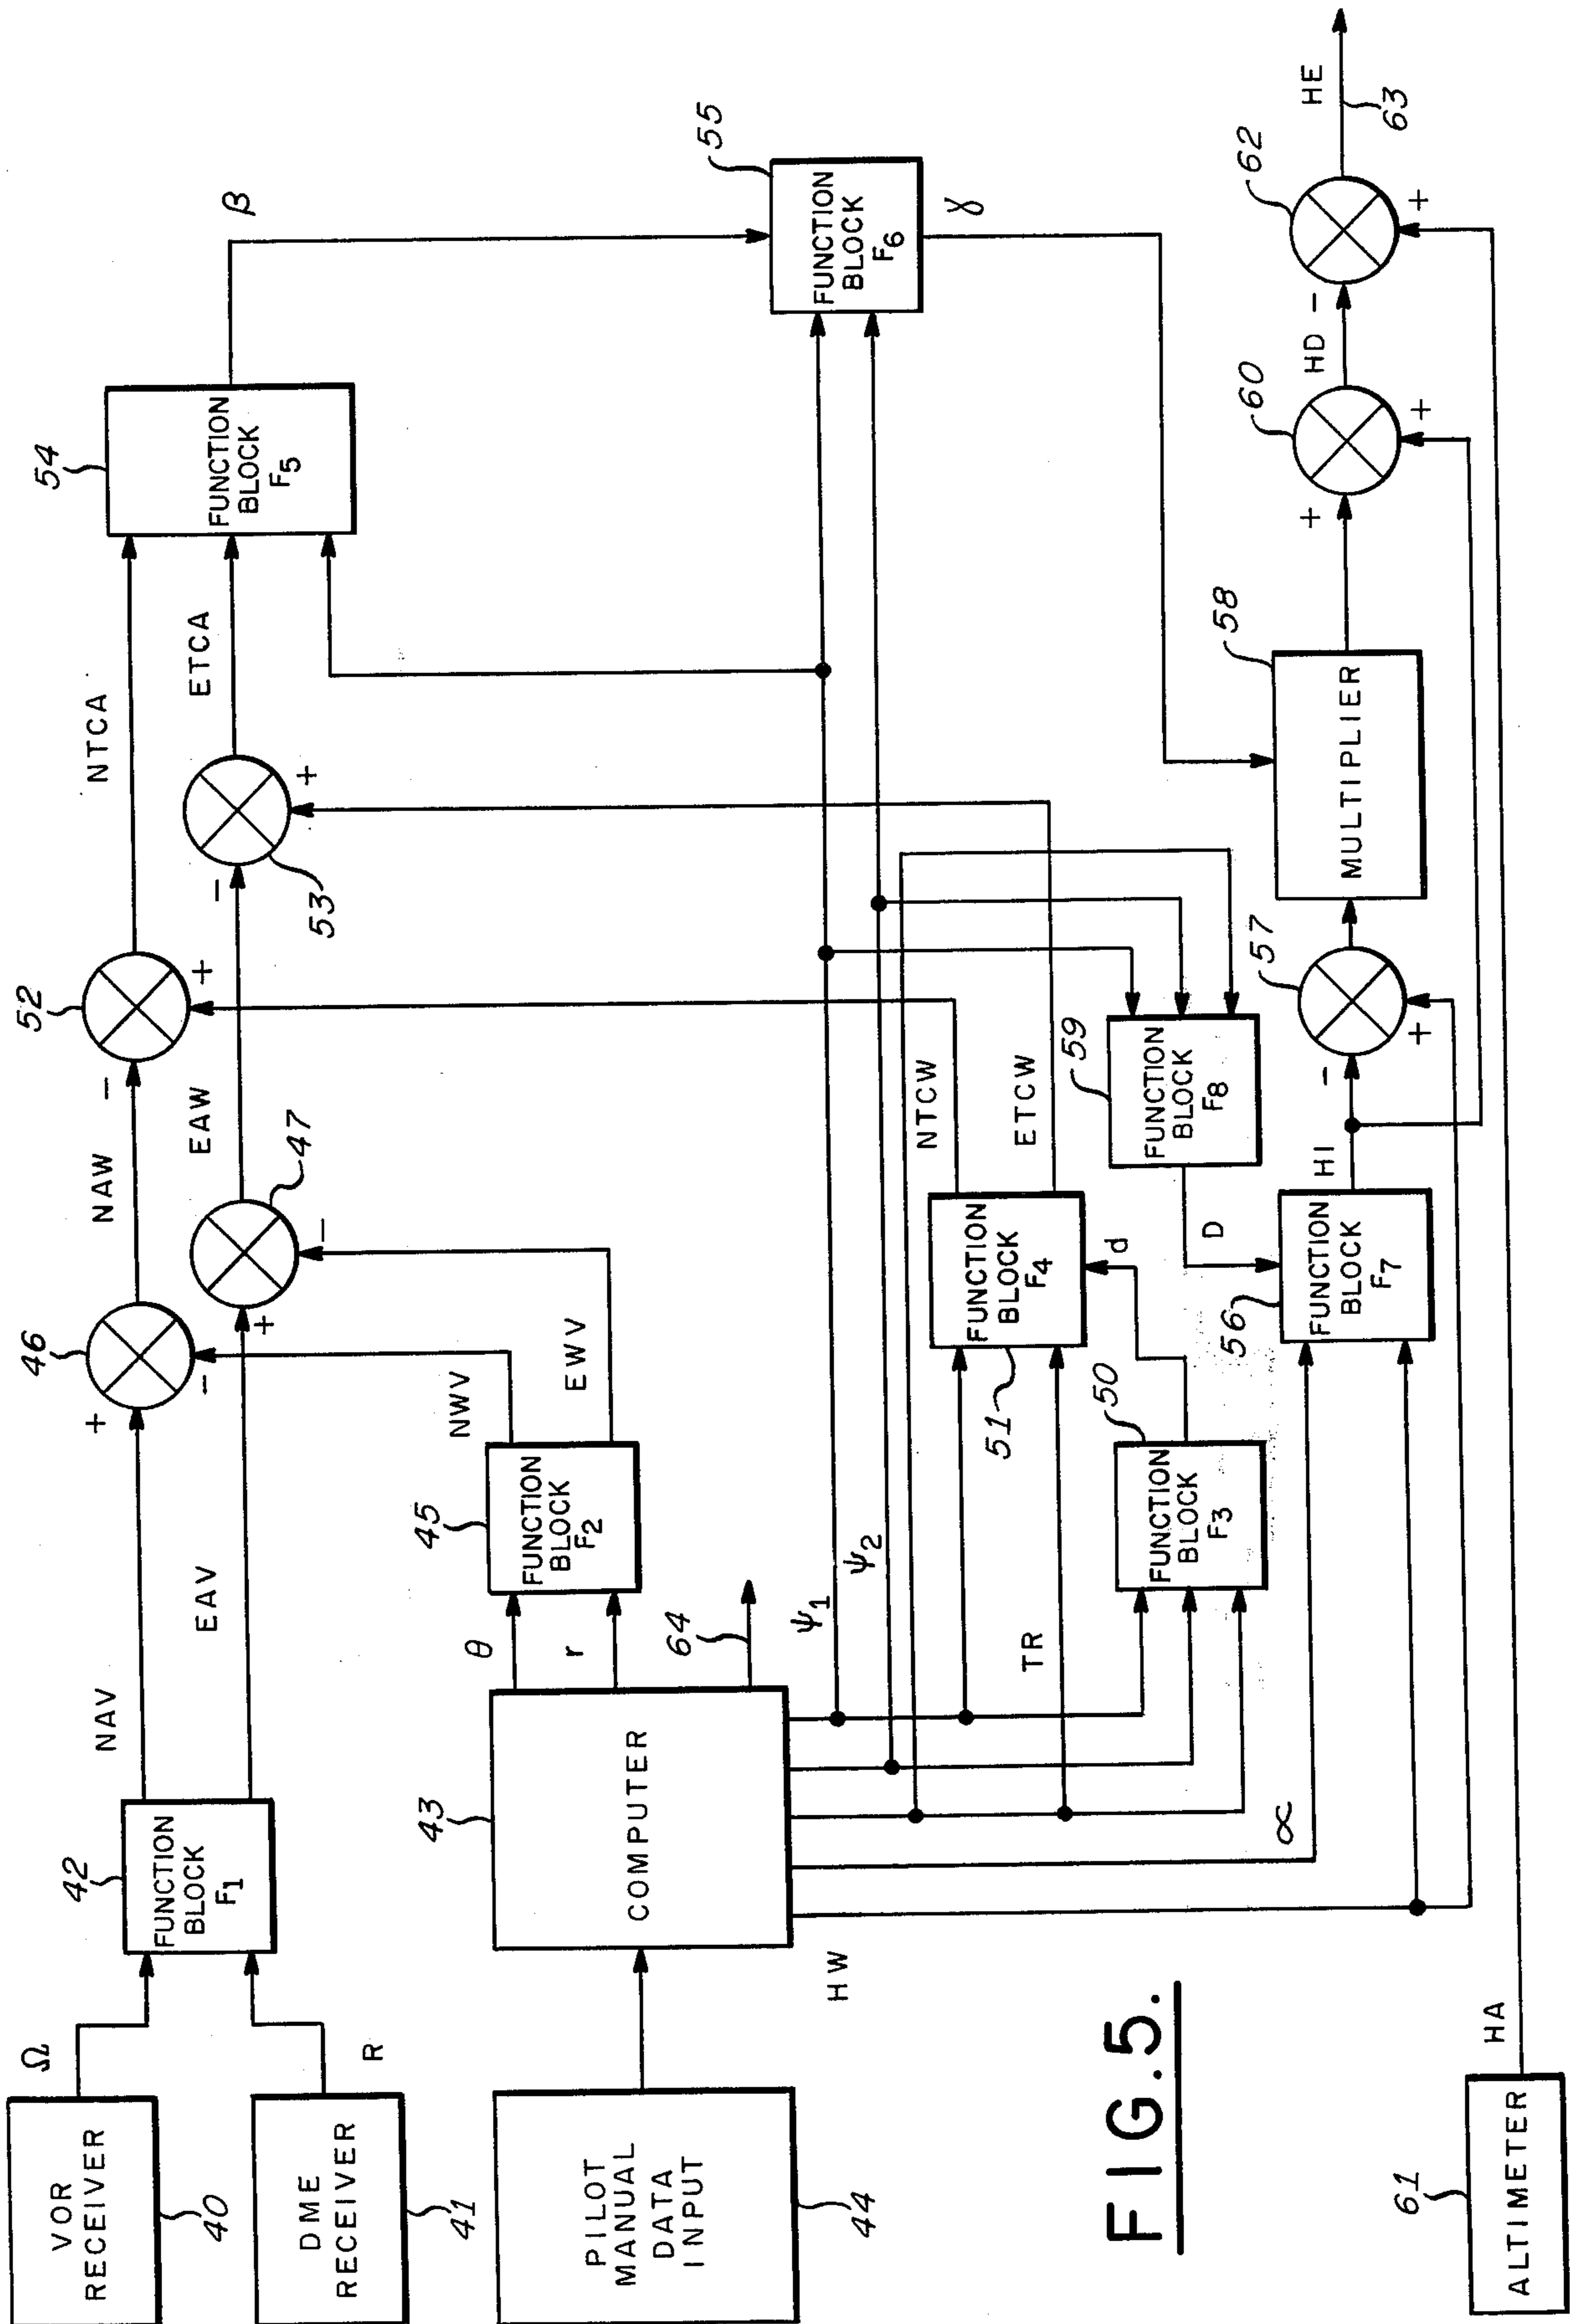 VOR
RECEIVER
40
Ω
DME
RECEIVER
41
R
42
FUNCTION
BLOCK
F1
NAV
EAV
46
+
-
47
+
-
NAW
EAW
52
-
+
53
-
+
NTCA
ETCA
54
FUNCTION
BLOCK
F5
β
PILOT
MANUAL
DATA
INPUT
44
43
COMPUTER
θ
r
64
45
FUNCTION
BLOCK
F2
NWV
EWV
ψ1
ψ2
55
FUNCTION
BLOCK
F6
γ
HW
α
TR
50
FUNCTION
BLOCK
F3
d
51
FUNCTION
BLOCK
F4
NTCW
ETCW
59
FUNCTION
BLOCK
F8
D
56
FUNCTION
BLOCK
F7
HI
57
-
+
58
MULTIPLIER
60
+
+
HD
62
-
+
HE
63
61
ALTIMETER
HA
FIG.5.